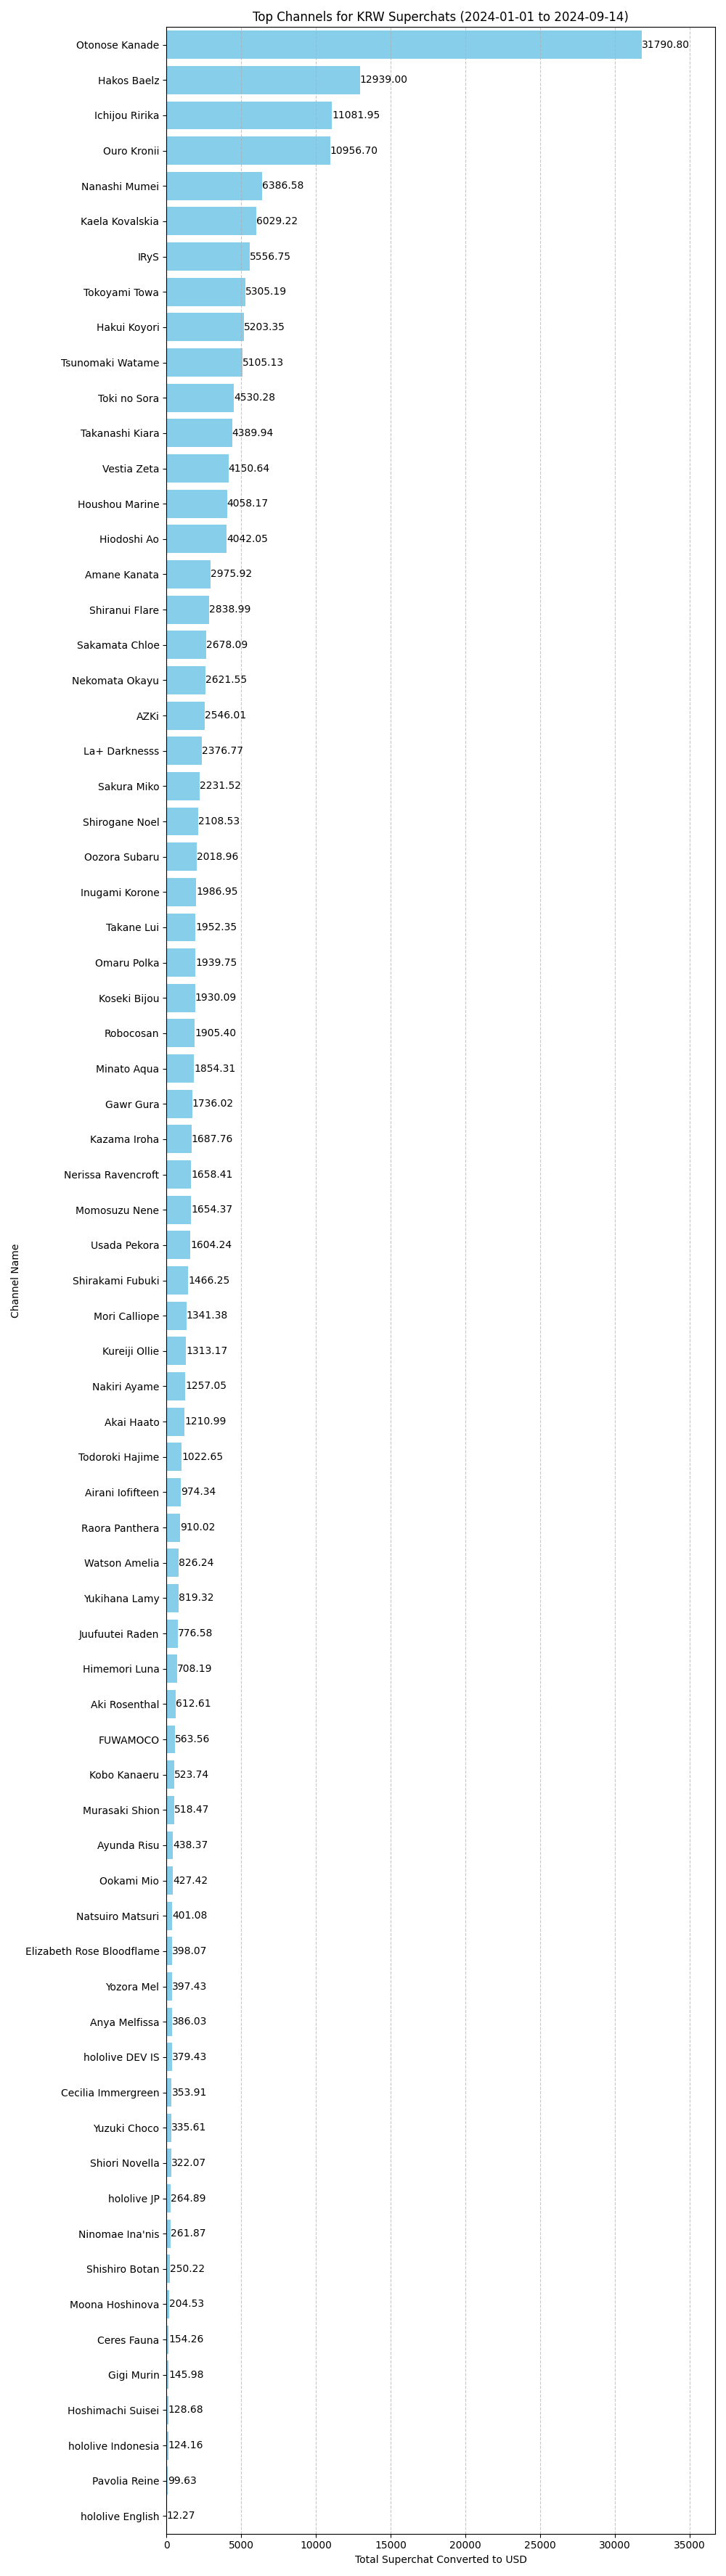 Top Channels for KRW Superchats (2024-01-01 to 2024-09-14)
Otonose Kanade 31790.80
Hakos Baelz 12939.00
Ichijou Ririka 11081.95
Ouro Kronii 10956.70
Nanashi Mumei 6386.58
Kaela Kovalskia 6029.22
IRyS 5556.75
Tokoyami Towa 5305.19
Hakui Koyori 5203.35
Tsunomaki Watame 5105.13
Toki no Sora 4530.28
Takanashi Kiara 4389.94
Vestia Zeta 4150.64
Houshou Marine 4058.17
Hiodoshi Ao 4042.05
Amane Kanata 2975.92
Shiranui Flare 2838.99
Sakamata Chloe 2678.09
Nekomata Okayu 2621.55
AZKi 2546.01
La+ Darknesss 2376.77
Sakura Miko 2231.52
Shirogane Noel 2108.53
Oozora Subaru 2018.96
Inugami Korone 1986.95
Takane Lui 1952.35
Omaru Polka 1939.75
Koseki Bijou 1930.09
Robocosan 1905.40
Minato Aqua 1854.31
Gawr Gura 1736.02
Kazama Iroha 1687.76
Nerissa Ravencroft 1658.41
Momosuzu Nene 1654.37
Usada Pekora 1604.24
Shirakami Fubuki 1466.25
Mori Calliope 1341.38
Kureiji Ollie 1313.17
Nakiri Ayame 1257.05
Akai Haato 1210.99
Todoroki Hajime 1022.65
Airani Iofifteen 974.34
Raora Panthera 910.02
Watson Amelia 826.24
Yukihana Lamy 819.32
Juufuutei Raden 776.58
Himemori Luna 708.19
Aki Rosenthal 612.61
FUWAMOCO 563.56
Kobo Kanaeru 523.74
Murasaki Shion 518.47
Ayunda Risu 438.37
Ookami Mio 427.42
Natsuiro Matsuri 401.08
Elizabeth Rose Bloodflame 398.07
Yozora Mel 397.43
Anya Melfissa 386.03
hololive DEV IS 379.43
Cecilia Immergreen 353.91
Yuzuki Choco 335.61
Shiori Novella 322.07
hololive JP 264.89
Ninomae Ina'nis 261.87
Shishiro Botan 250.22
Moona Hoshinova 204.53
Ceres Fauna 154.26
Gigi Murin 145.98
Hoshimachi Suisei 128.68
hololive Indonesia 124.16
Pavolia Reine 99.63
hololive English 12.27
Channel Name
0 5000 10000 15000 20000 25000 30000 35000
Total Superchat Converted to USD